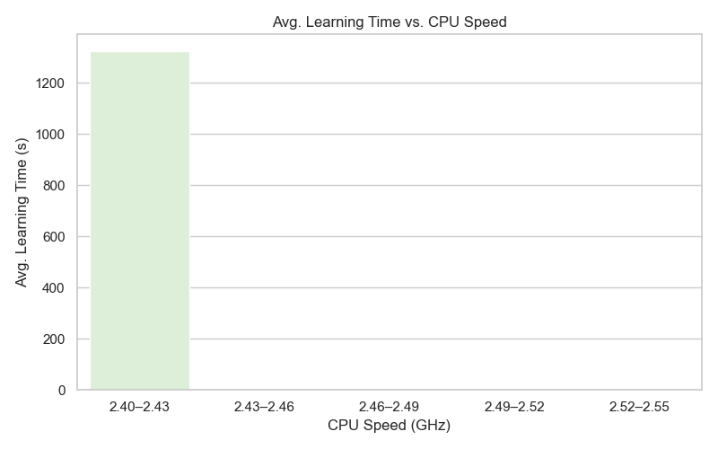 Avg. Learning Time vs. CPU Speed
Avg. Learning Time (s)
1200
1000
800
600
400
200
0
2.40–2.43 2.43–2.46 2.46–2.49 2.49–2.52 2.52–2.55
CPU Speed (GHz)